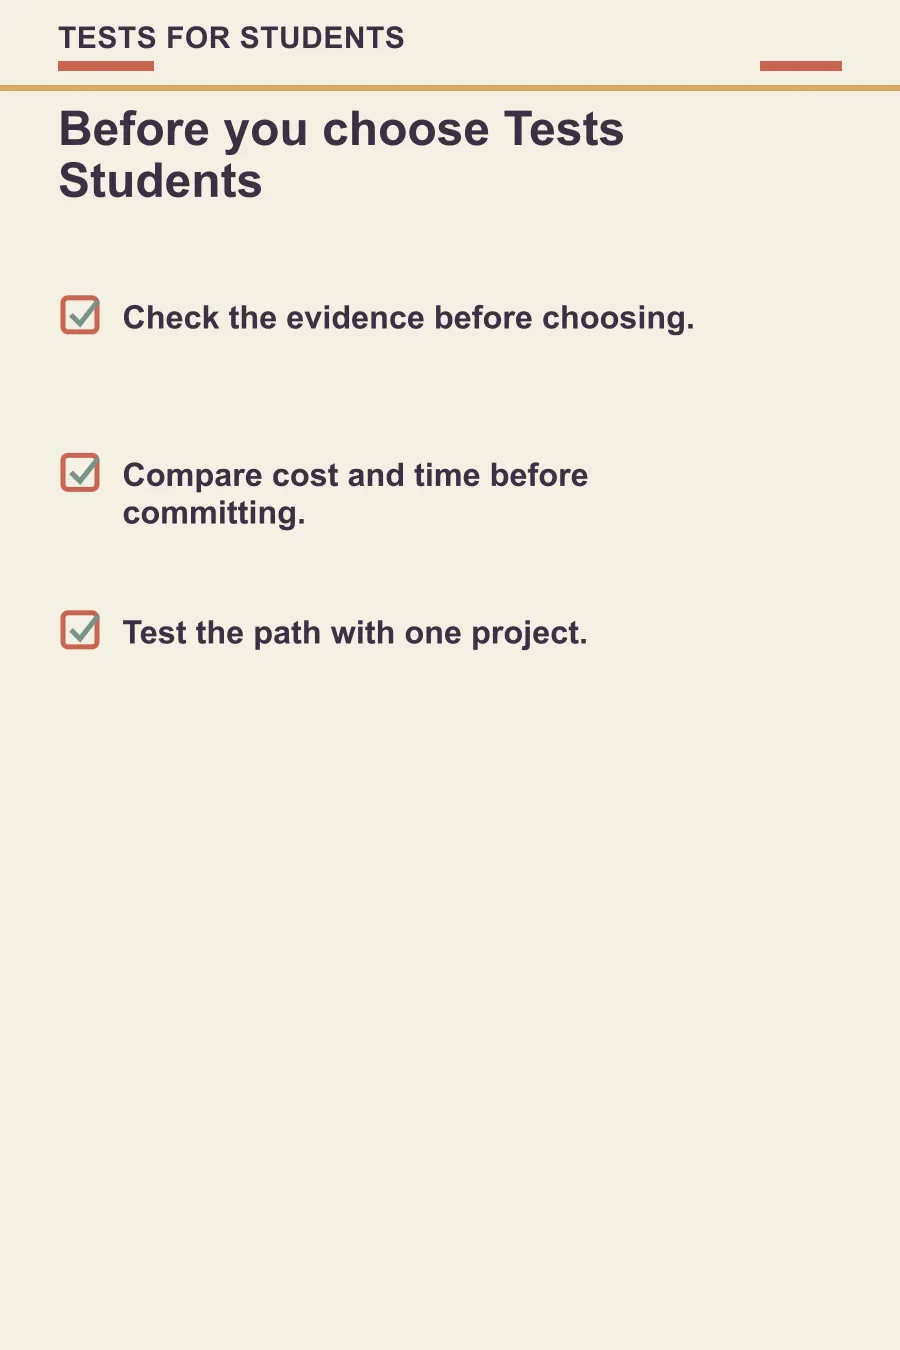 TESTS FOR STUDENTS
Before you choose Tests
Students
Check the evidence before choosing.
Compare cost and time before
committing.
Test the path with one project.